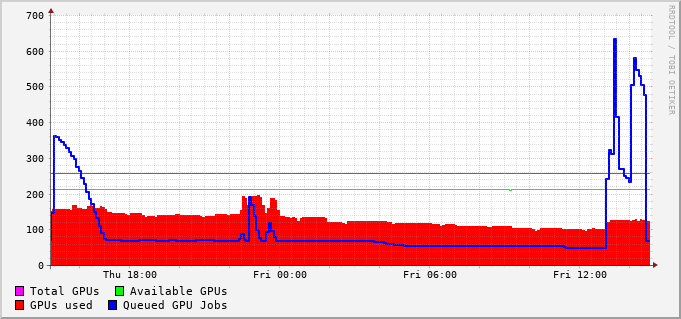 700
600
500
400
300
200
100
0
Thu 18:00 Fri 00:00 Fri 06:00 Fri 12:00
Total GPUs Available GPUs
GPUs used Queued GPU Jobs
RRDTOOL / TOBI OETIKER